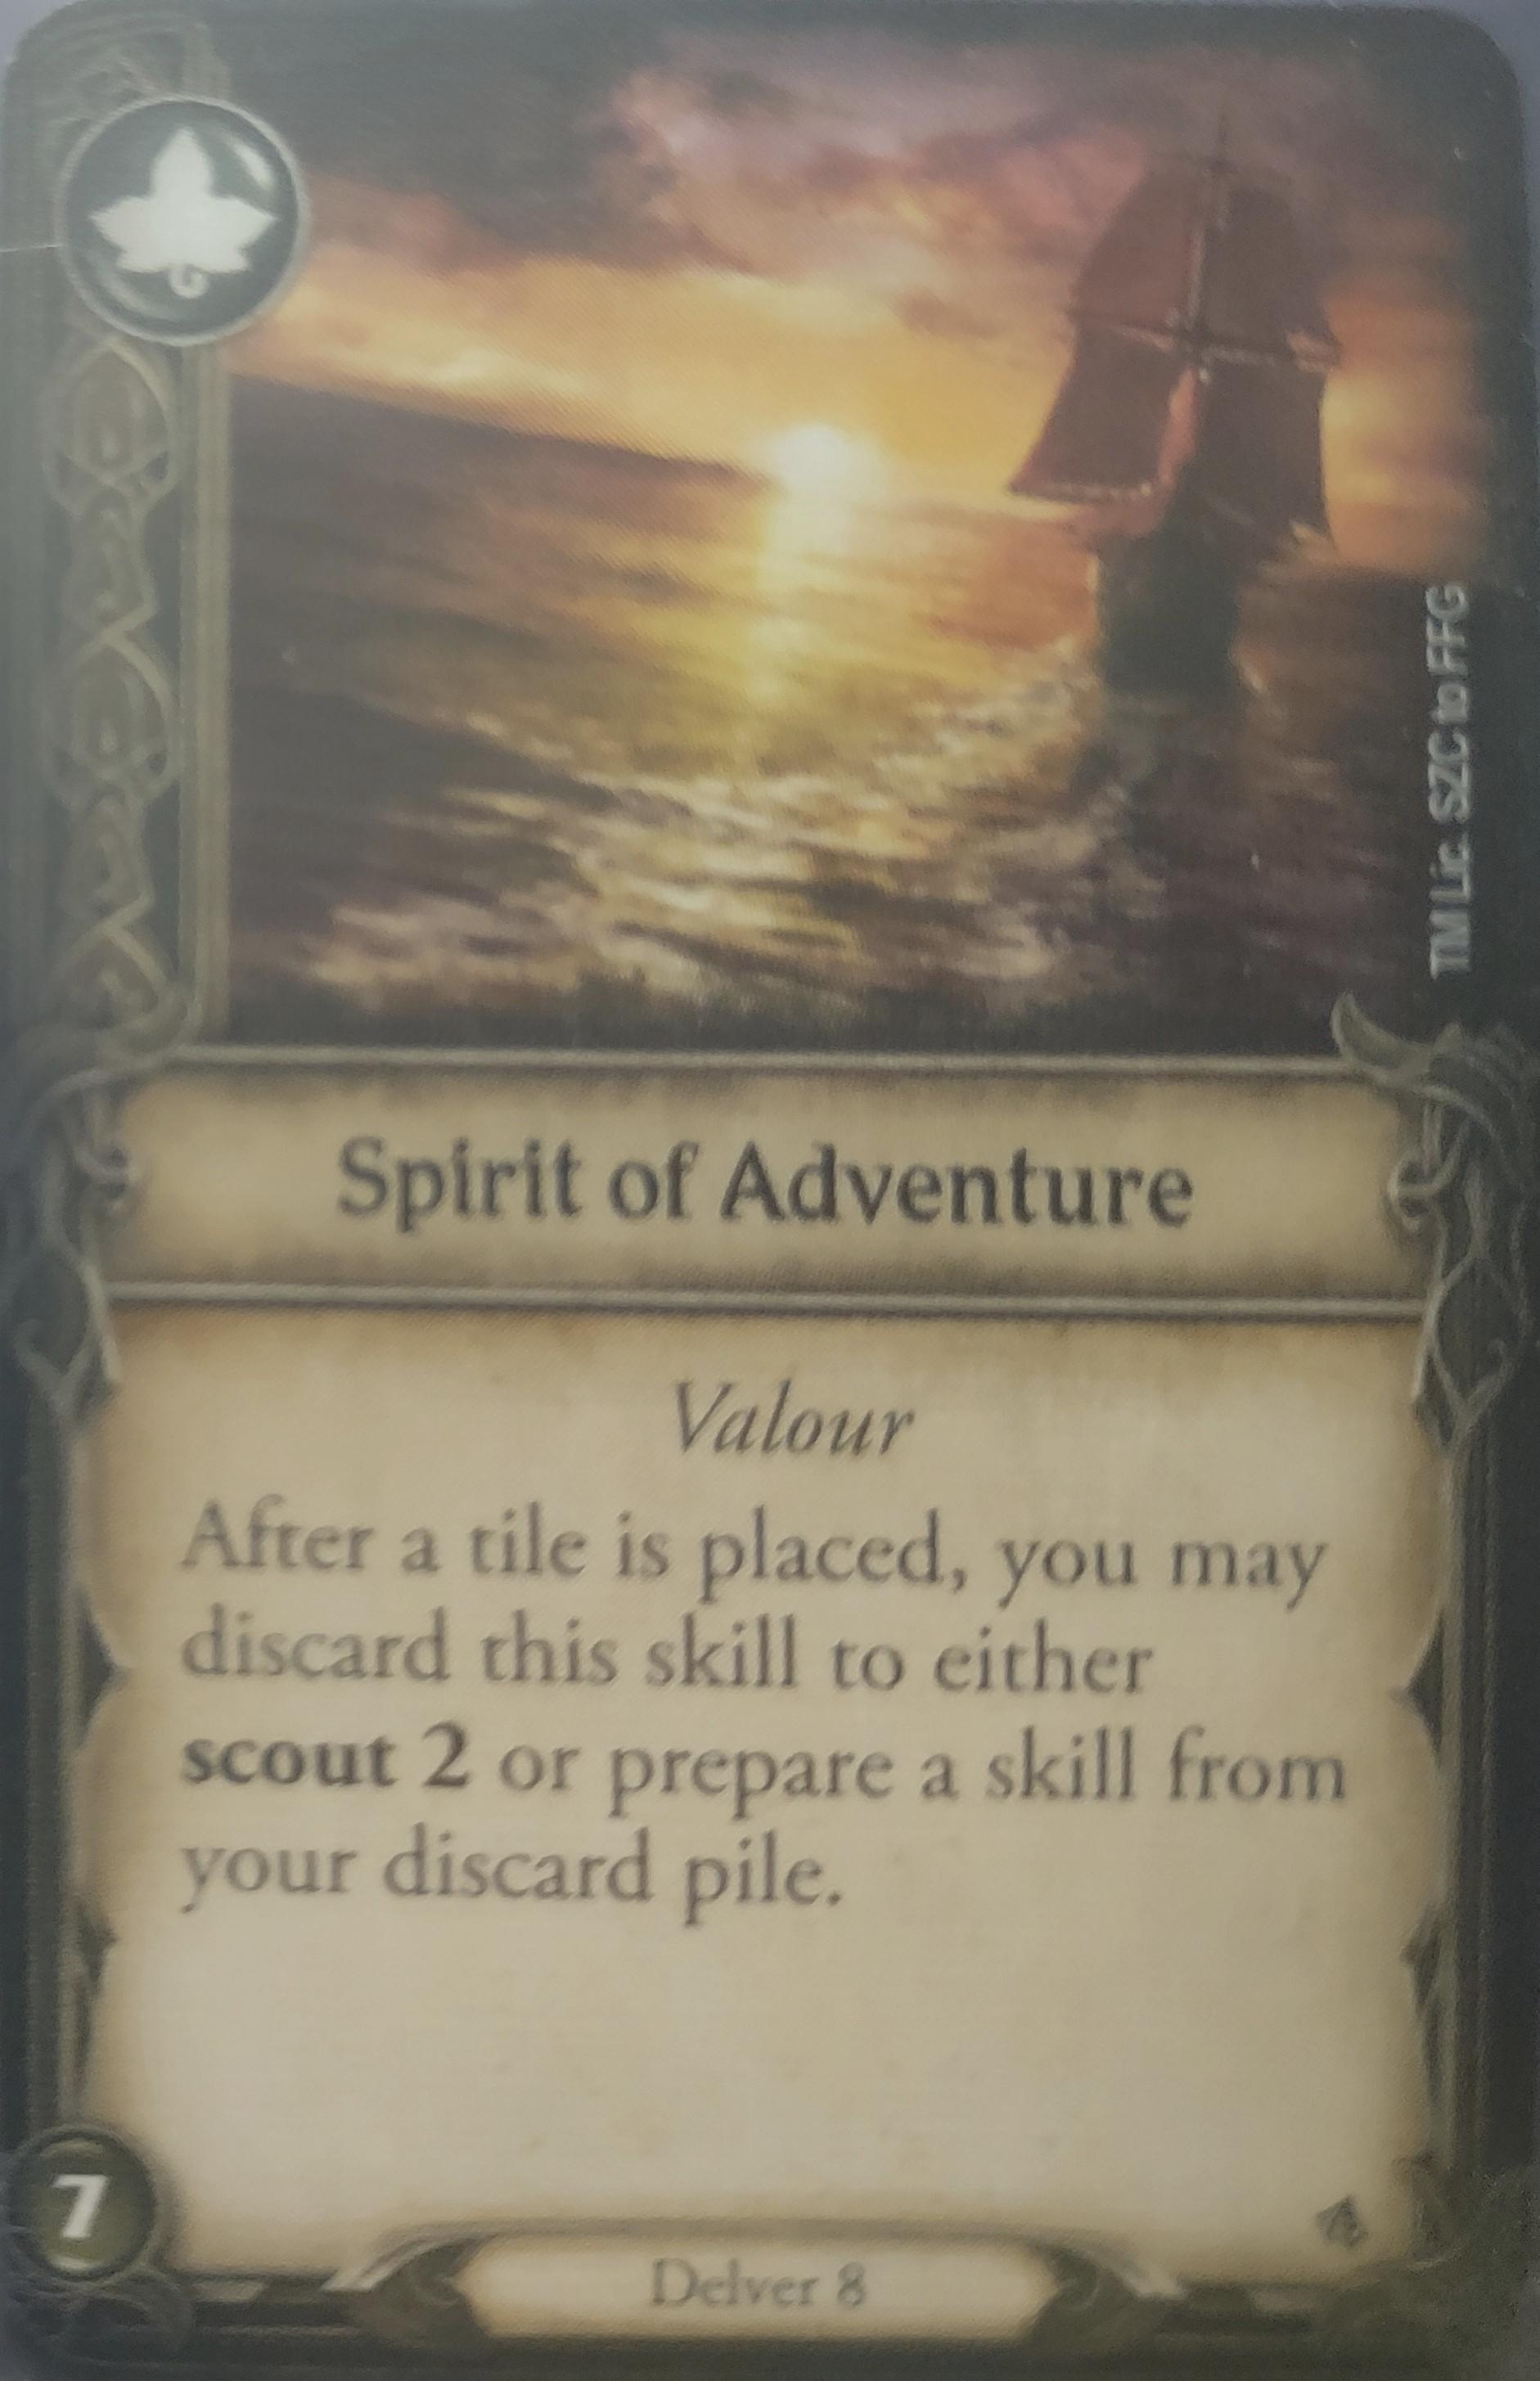 TM Lic. SZC to FFG
Spirit of Adventure
Valour
After a tile is placed, you may
discard this skill to either
scout 2 or prepare a skill from
your discard pile.
7
Delver 8